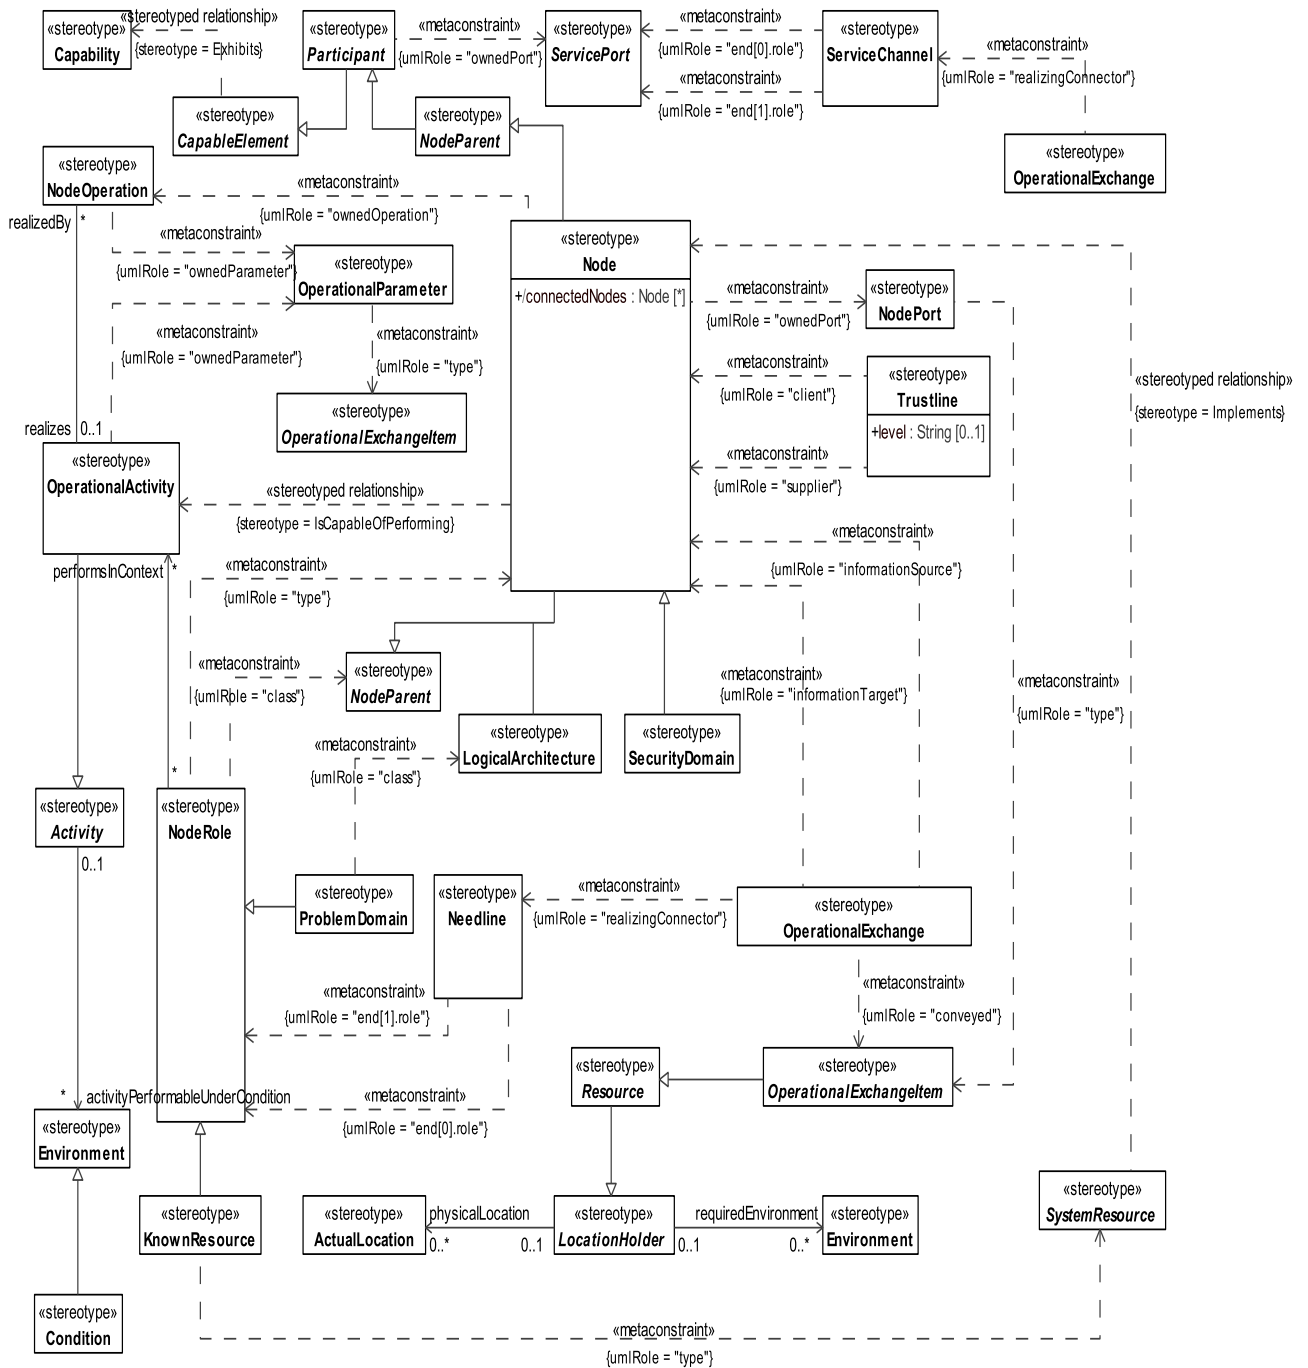 «stereotype»
Capability
«stereotyped relationship»
{stereotype = Exhibits}
«stereotype»
Participant
«metaconstraint»
{umlRole = "ownedPort"}
«stereotype»
ServicePort
«metaconstraint»
{umlRole = "end[0].role"}
«metaconstraint»
{umlRole = "end[1].role"}
«stereotype»
ServiceChannel
«metaconstraint»
{umlRole = "realizingConnector"}
«stereotype»
CapableElement
«stereotype»
NodeParent
«stereotype»
OperationalExchange
«stereotype»
NodeOperation
«metaconstraint»
{umlRole = "ownedOperation"}
realizedBy
*
«metaconstraint»
{umlRole = "ownedParameter"}
«stereotype»
OperationalParameter
«stereotype»
Node
+/connectedNodes : Node [*]
«metaconstraint»
{umlRole = "ownedPort"}
«stereotype»
NodePort
«metaconstraint»
{umlRole = "ownedParameter"}
«metaconstraint»
{umlRole = "type"}
«metaconstraint»
{umlRole = "client"}
«stereotype»
Trustline
+level : String [0..1]
«stereotyped relationship»
{stereotype = Implements}
«stereotype»
OperationalExchangeItem
realizes
0..1
«stereotype»
OperationalActivity
«metaconstraint»
{umlRole = "supplier"}
«stereotyped relationship»
{stereotype = IsCapableOfPerforming}
«metaconstraint»
{umlRole = "informationSource"}
performsInContext
*
«metaconstraint»
{umlRole = "type"}
«metaconstraint»
{umlRole = "class"}
«stereotype»
NodeParent
«metaconstraint»
{umlRole = "informationTarget"}
«metaconstraint»
{umlRole = "type"}
«stereotype»
LogicalArchitecture
«stereotype»
SecurityDomain
«metaconstraint»
{umlRole = "class"}
*
«stereotype»
Activity
0..1
«stereotype»
NodeRole
«stereotype»
ProblemDomain
«stereotype»
Needline
«metaconstraint»
{umlRole = "realizingConnector"}
«stereotype»
OperationalExchange
«metaconstraint»
{umlRole = "end[1].role"}
«metaconstraint»
{umlRole = "conveyed"}
*
activityPerformableUnderCondition
«metaconstraint»
{umlRole = "end[0].role"}
«stereotype»
Resource
«stereotype»
OperationalExchangeItem
«stereotype»
Environment
«stereotype»
KnownResource
«stereotype»
ActualLocation
physicalLocation
0..*
0..1
«stereotype»
LocationHolder
requiredEnvironment
0..1
0..*
«stereotype»
Environment
«stereotype»
SystemResource
«stereotype»
Condition
«metaconstraint»
{umlRole = "type"}